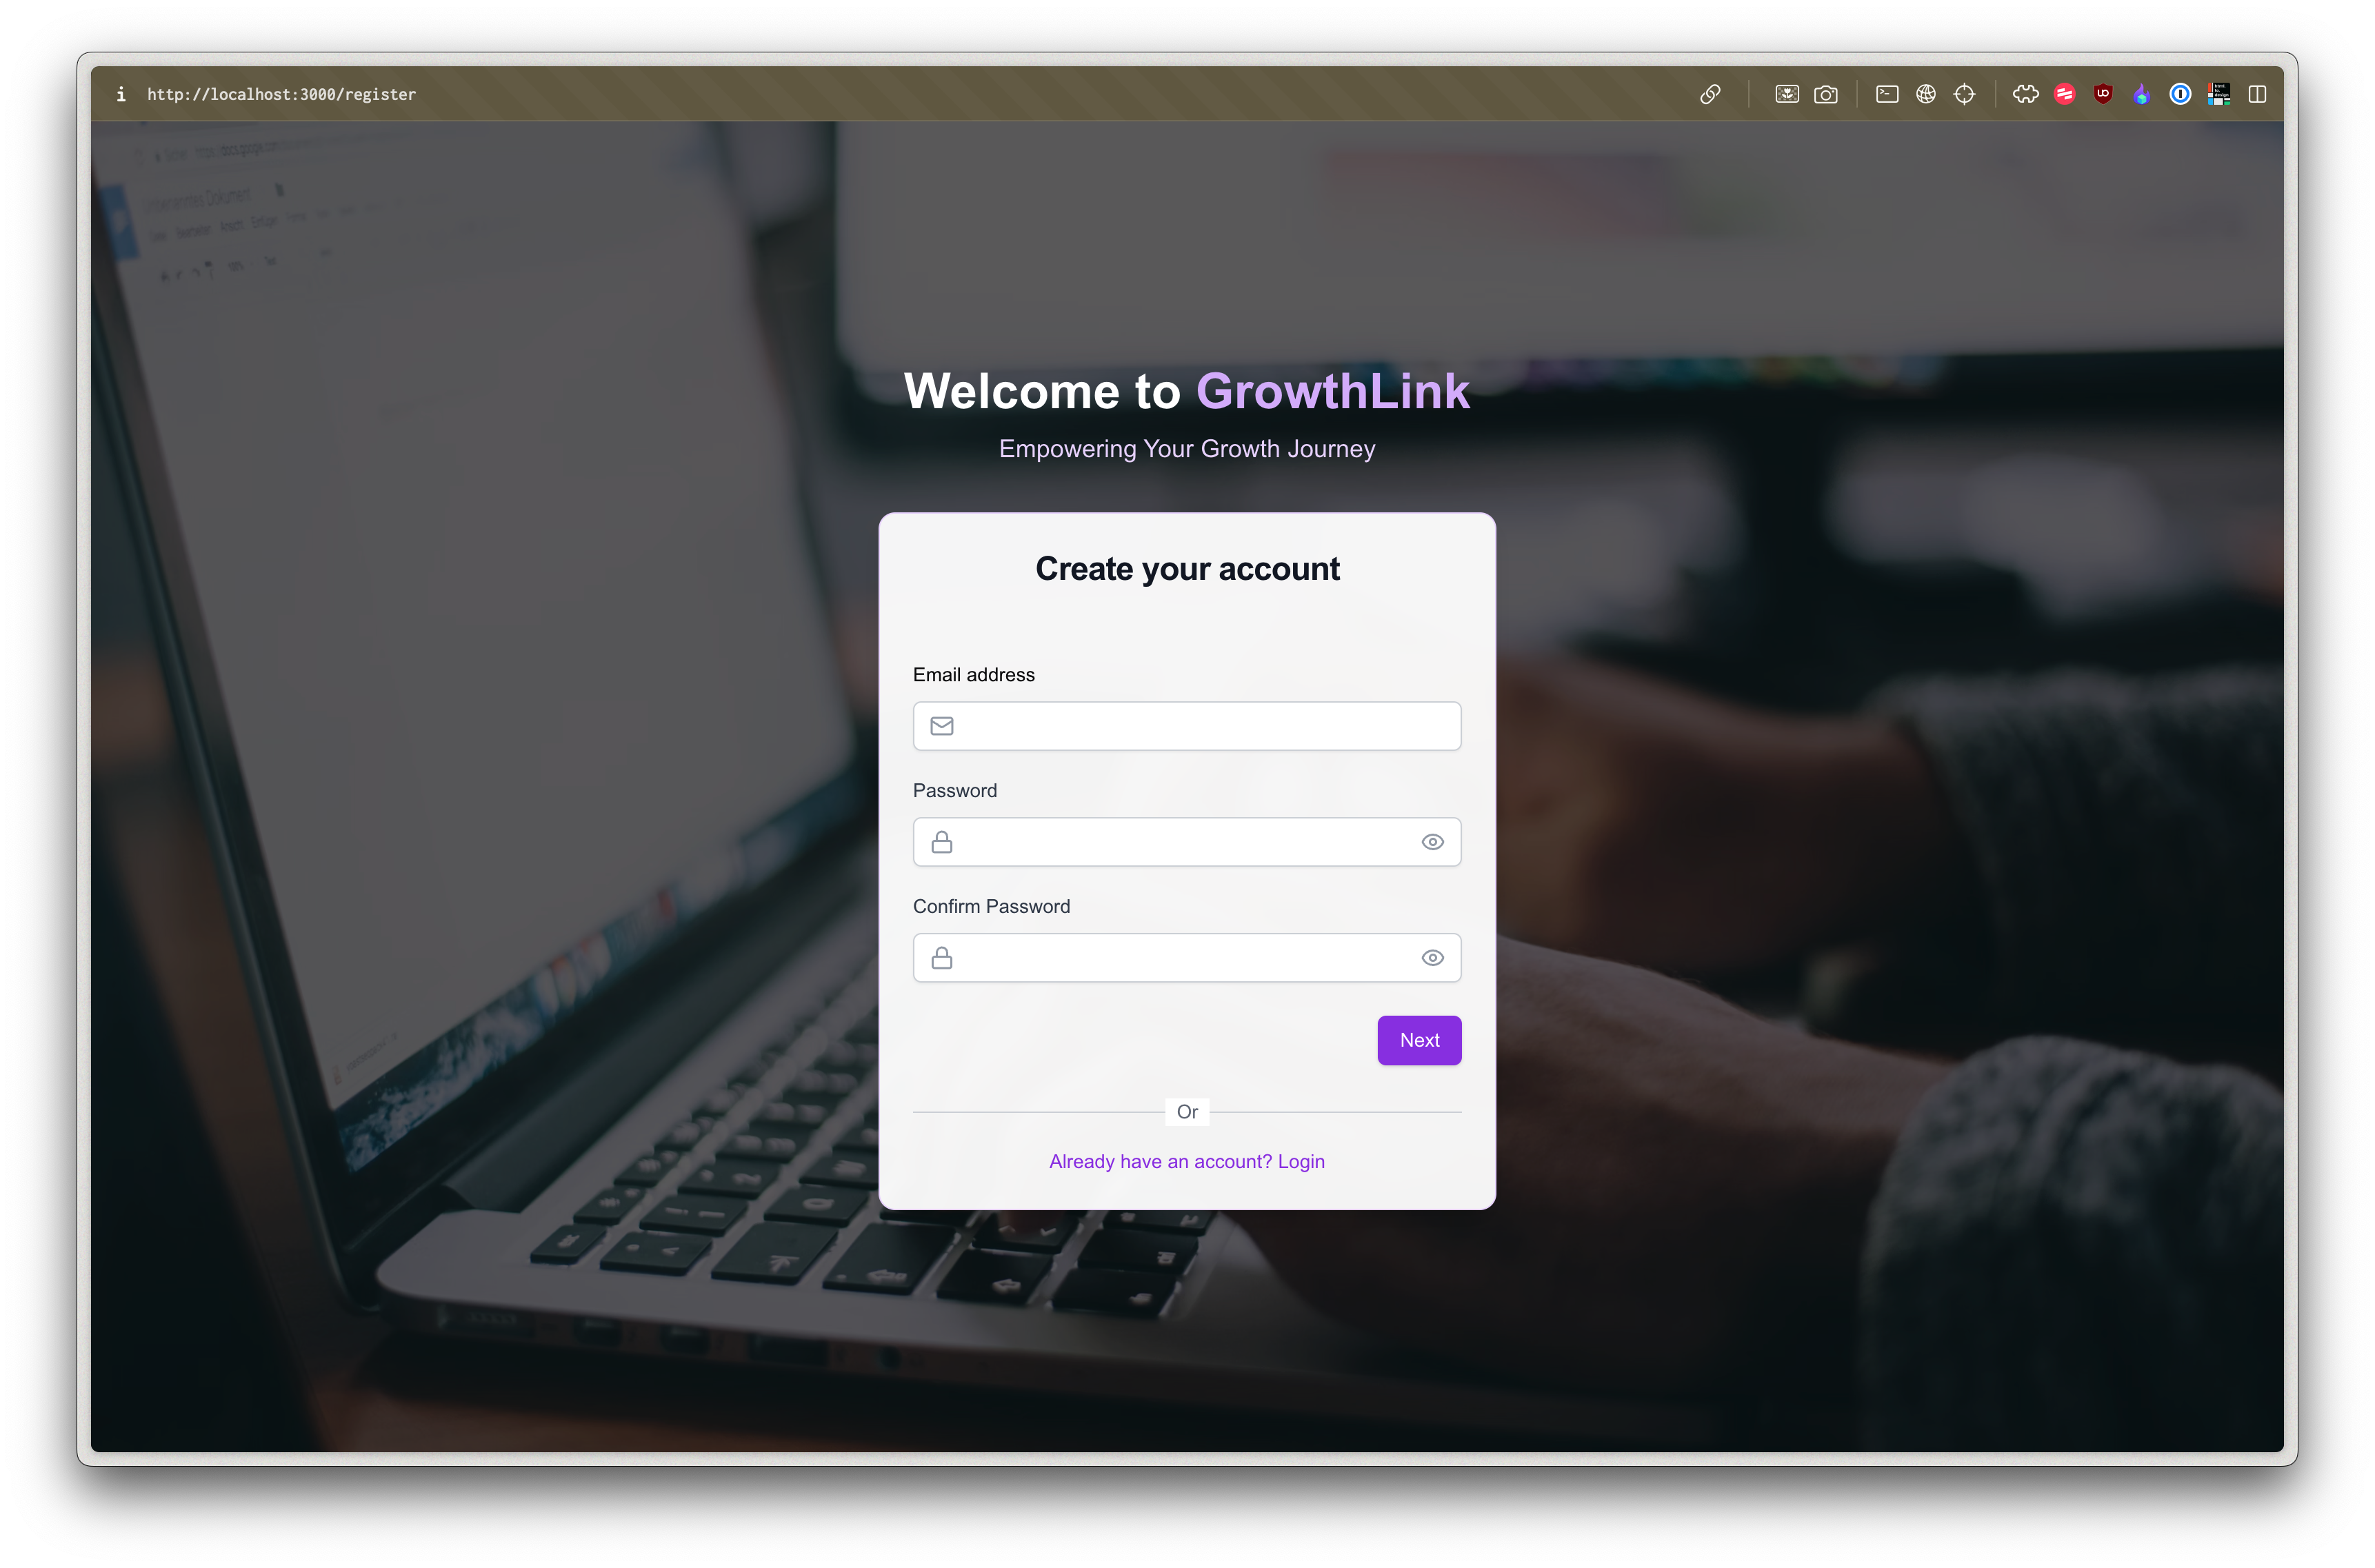 http://localhost:3000/register
Welcome to GrowthLink
Empowering Your Growth Journey
Create your account
Email address
Password
Confirm Password
Next
Or
Already have an account? Login